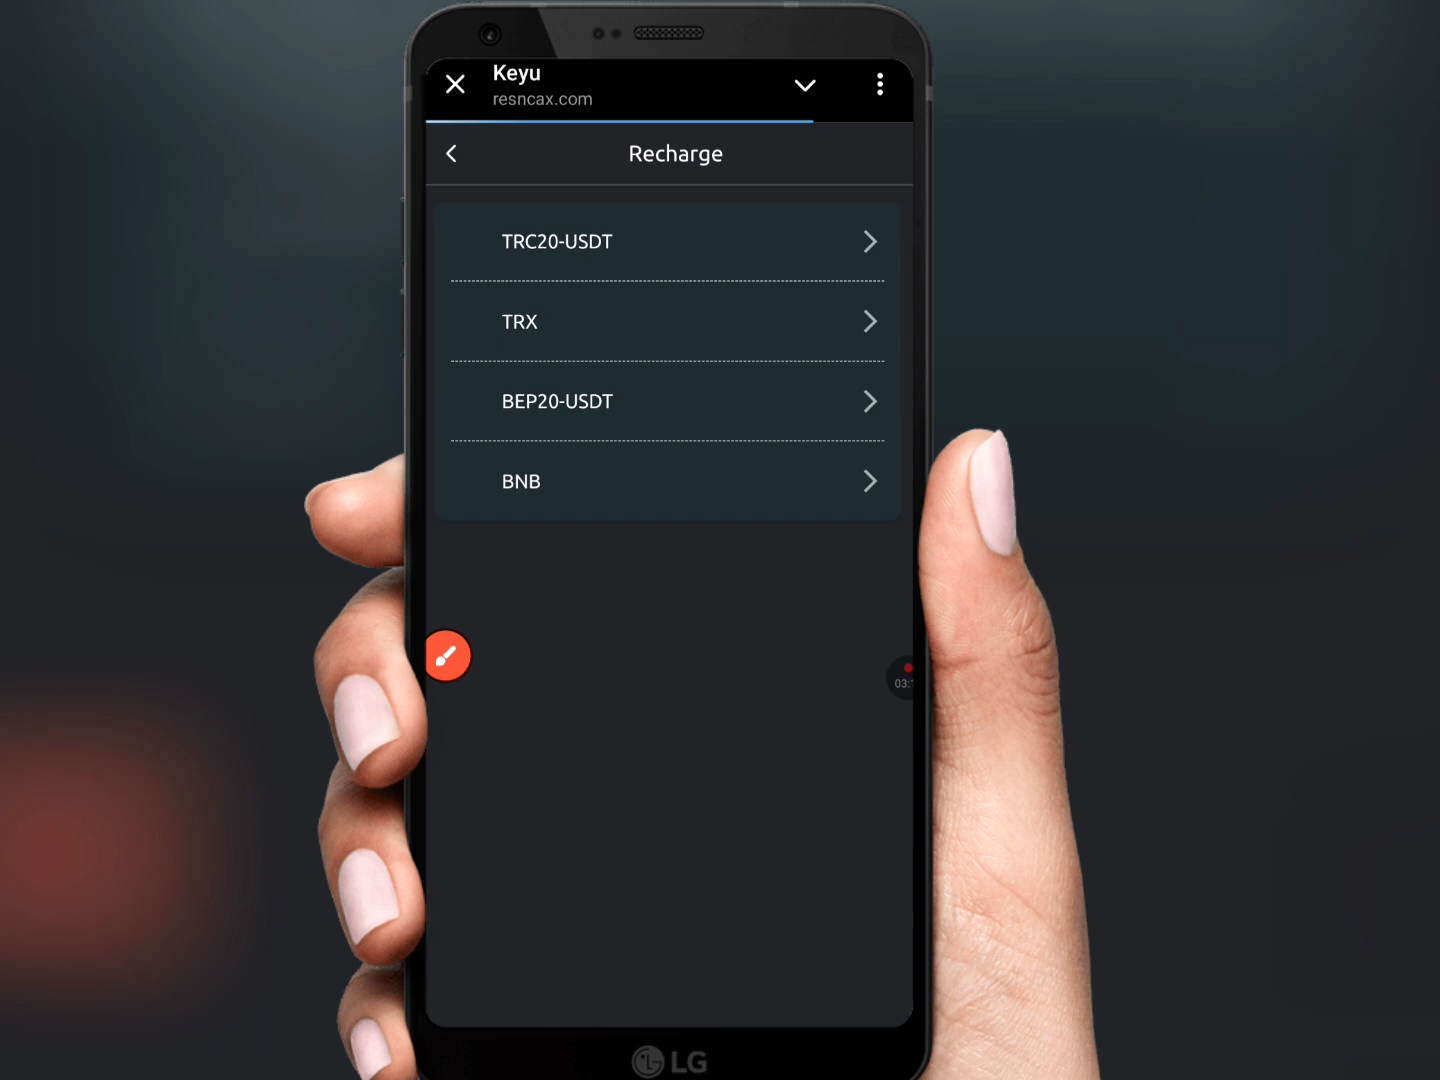 Keyu
resncax.com
Recharge
TRC20-USDT
TRX
BEP20-USDT
BNB
LG